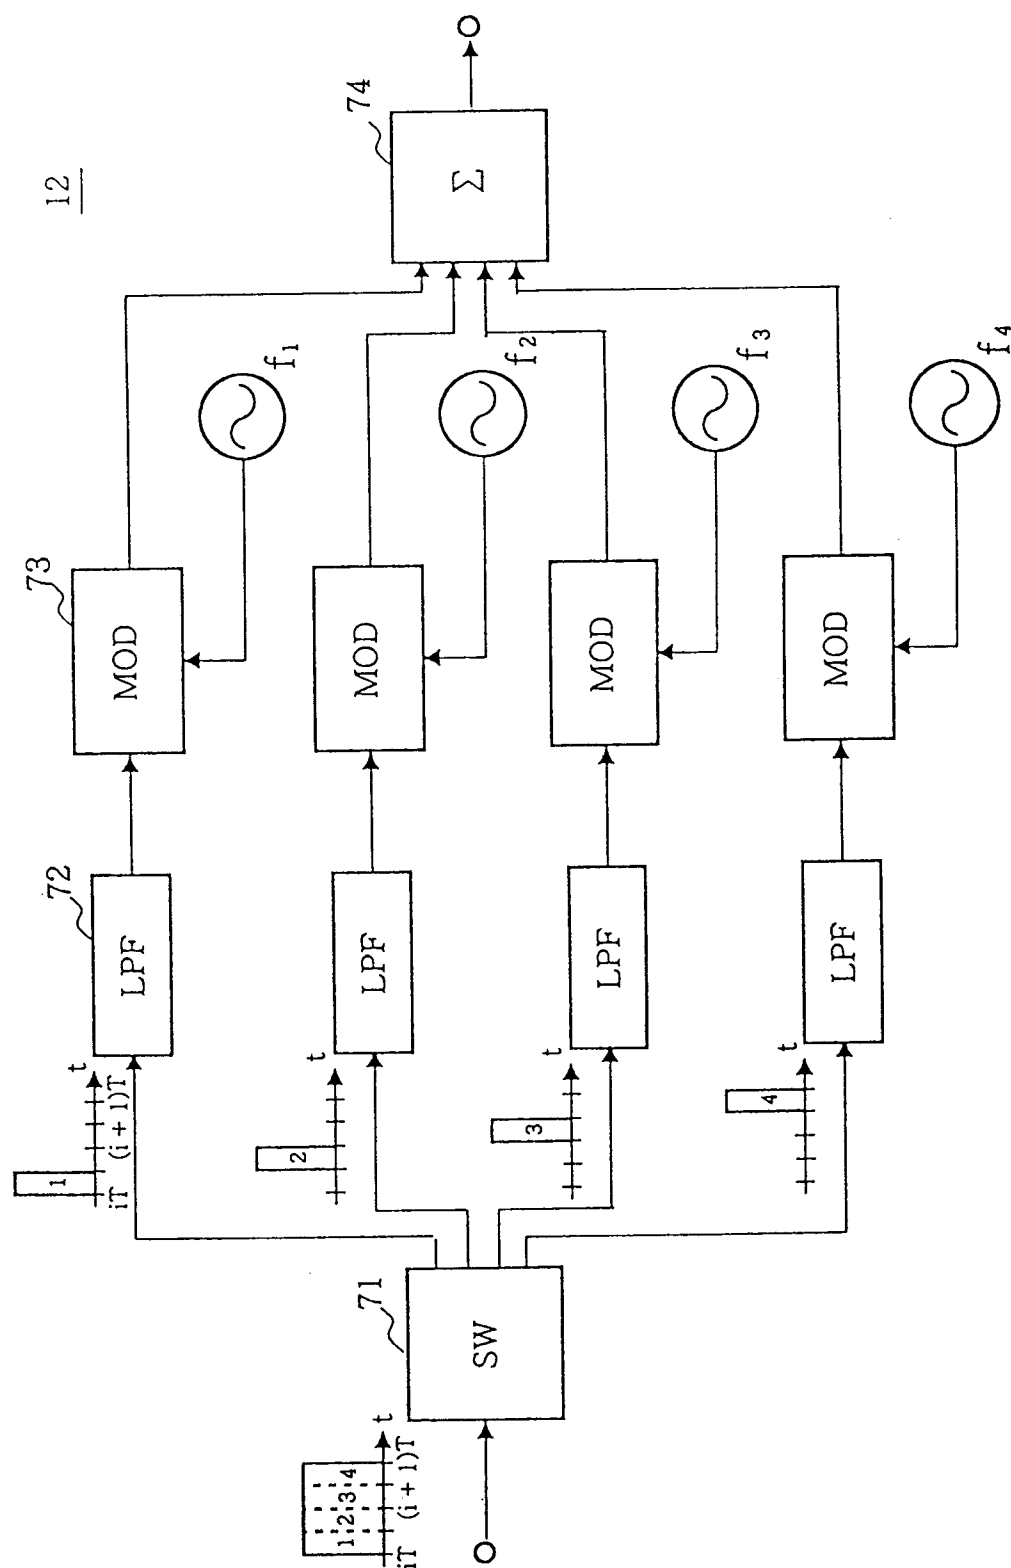 12
1 2 3 4
iT (i + 1)T t
71
SW
1
iT (i + 1)T t
72
LPF
73
MOD
f1
2
t
LPF
MOD
f2
3
t
LPF
MOD
f3
4
t
LPF
MOD
f4
74
Σ